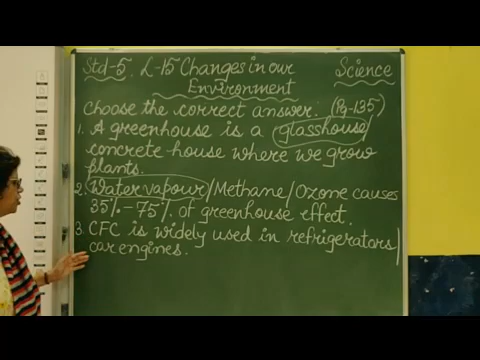 Std-5. L-15 Changes in our Science
Environment
Choose the correct answer: (Pg-135)
1. A greenhouse is a glasshouse/
concrete house where we grow
plants.
2. Water vapour/Methane/Ozone causes
35%-75% of greenhouse effect.
3. CFC is widely used in refrigerators/
car engines.